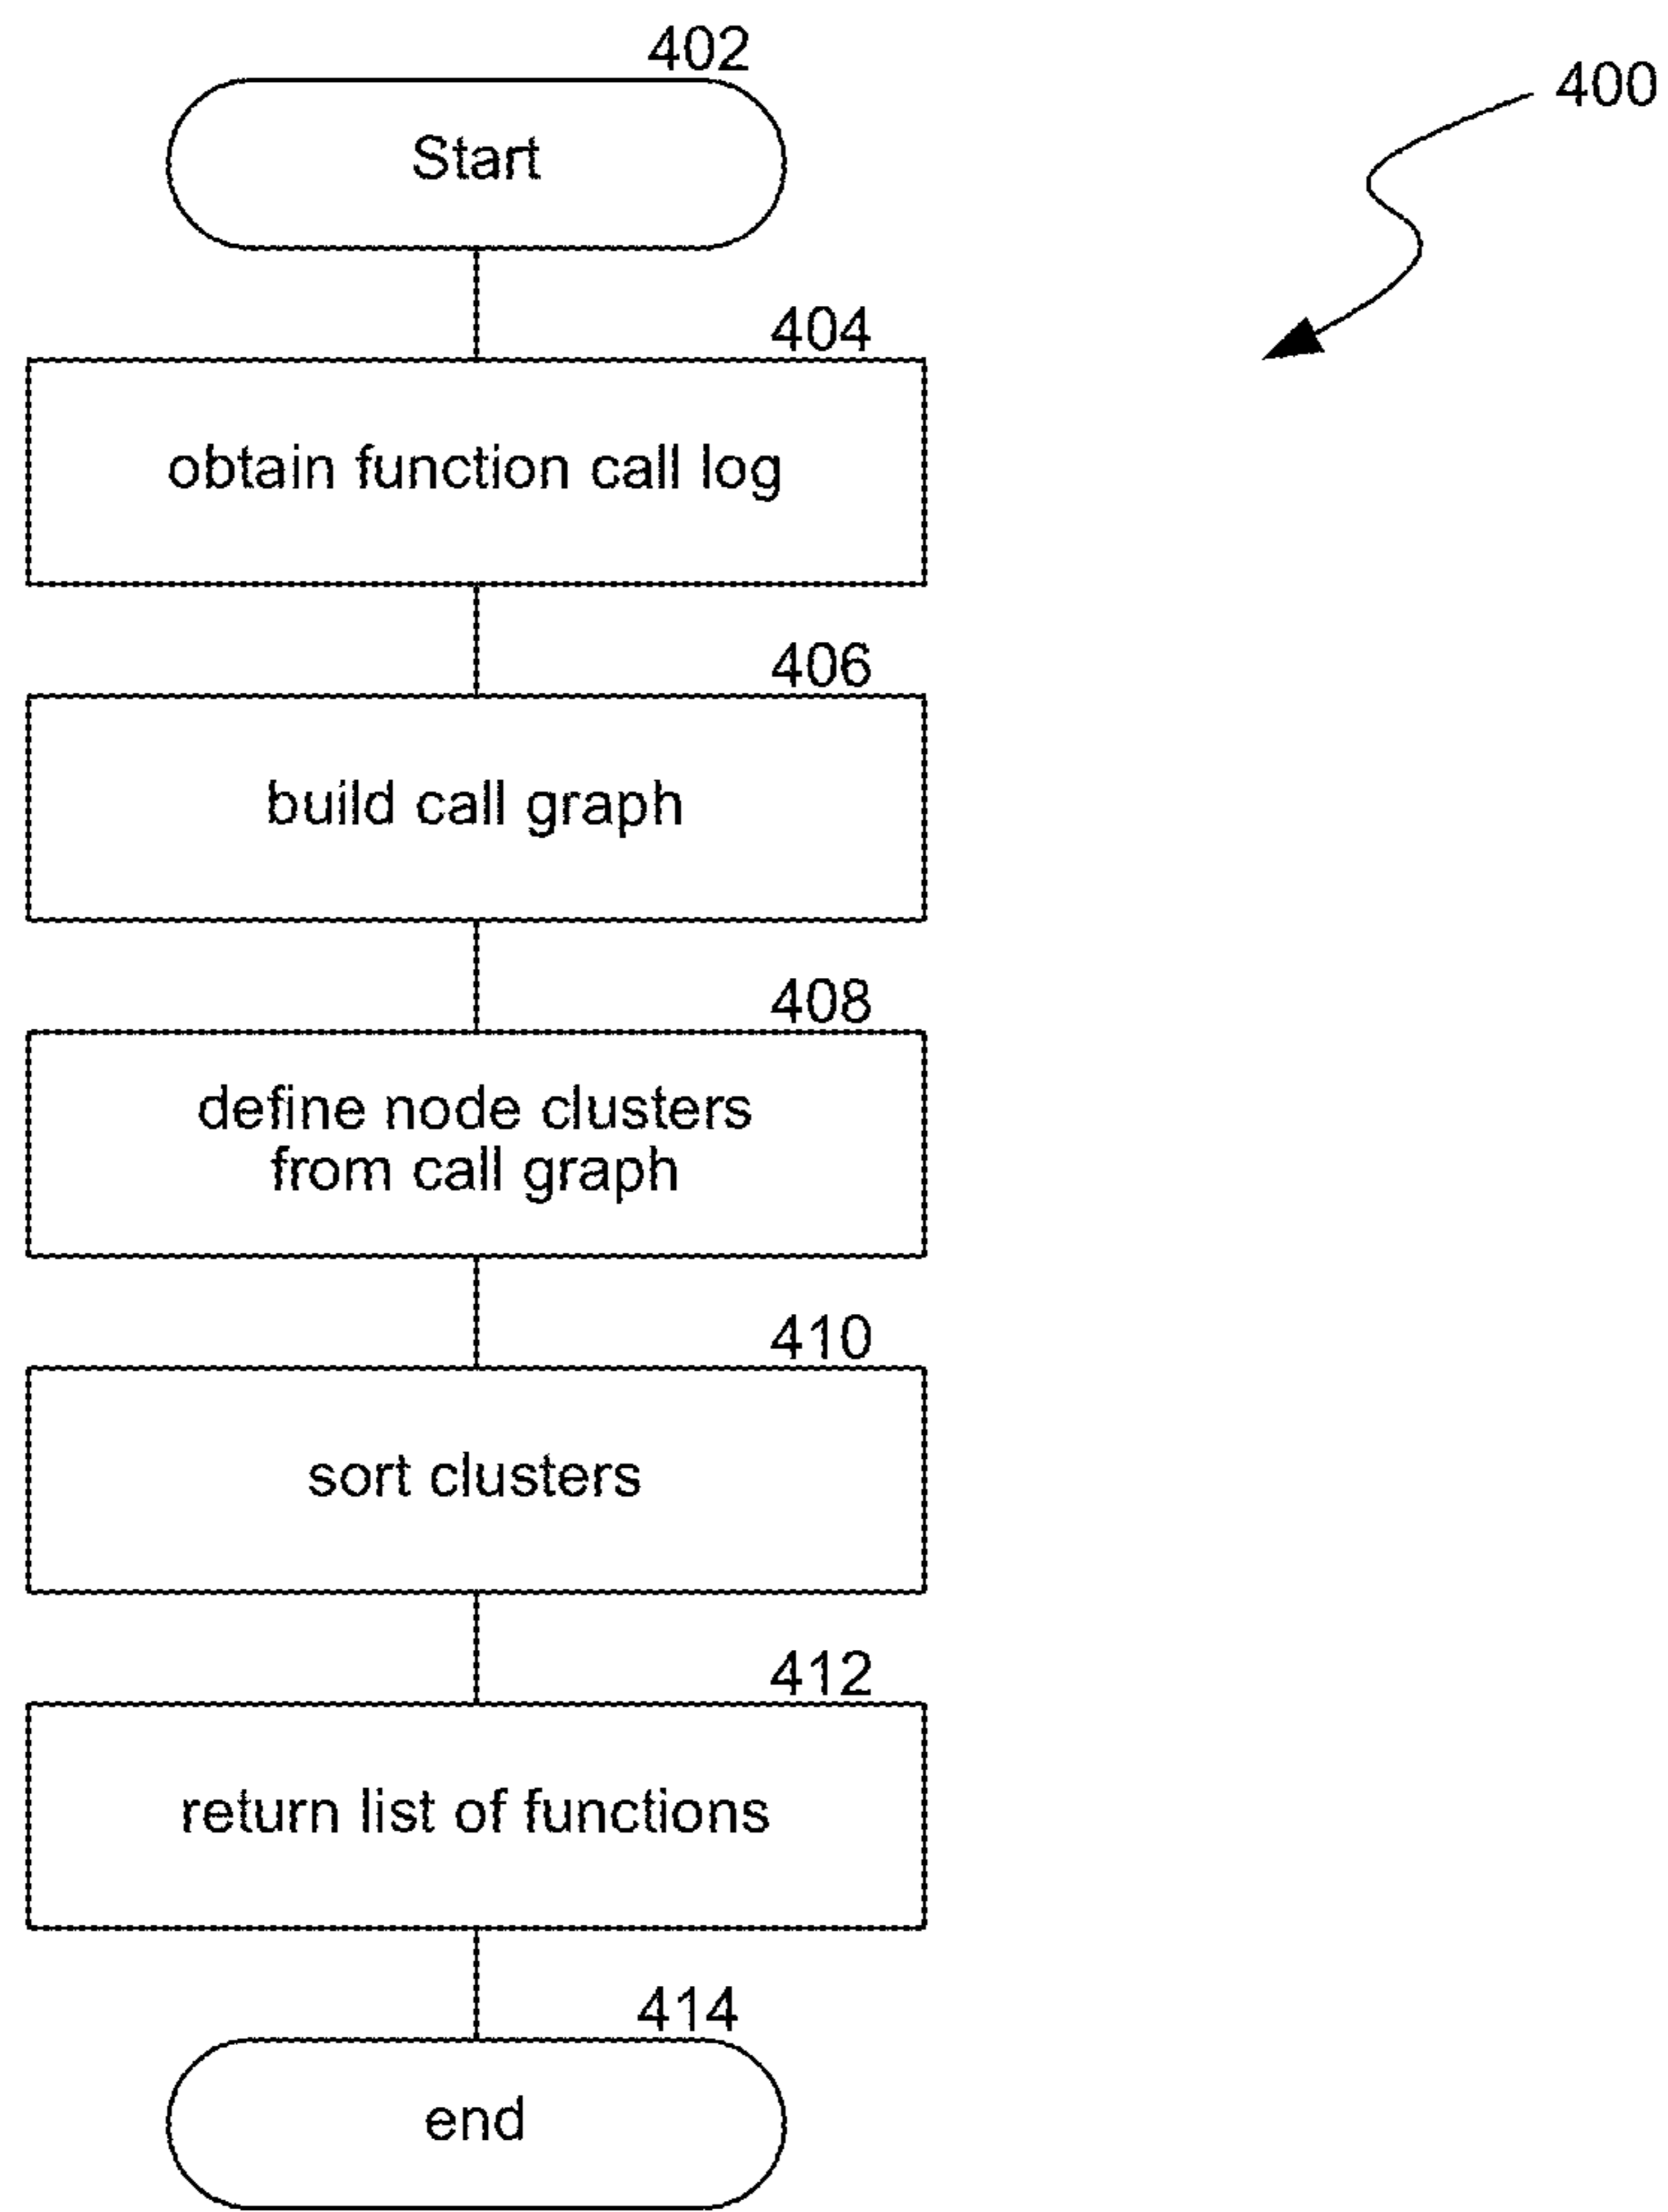 402
400
Start
404
obtain function call log
406
build call graph
408
define node clusters
from call graph
410
sort clusters
412
return list of functions
414
end